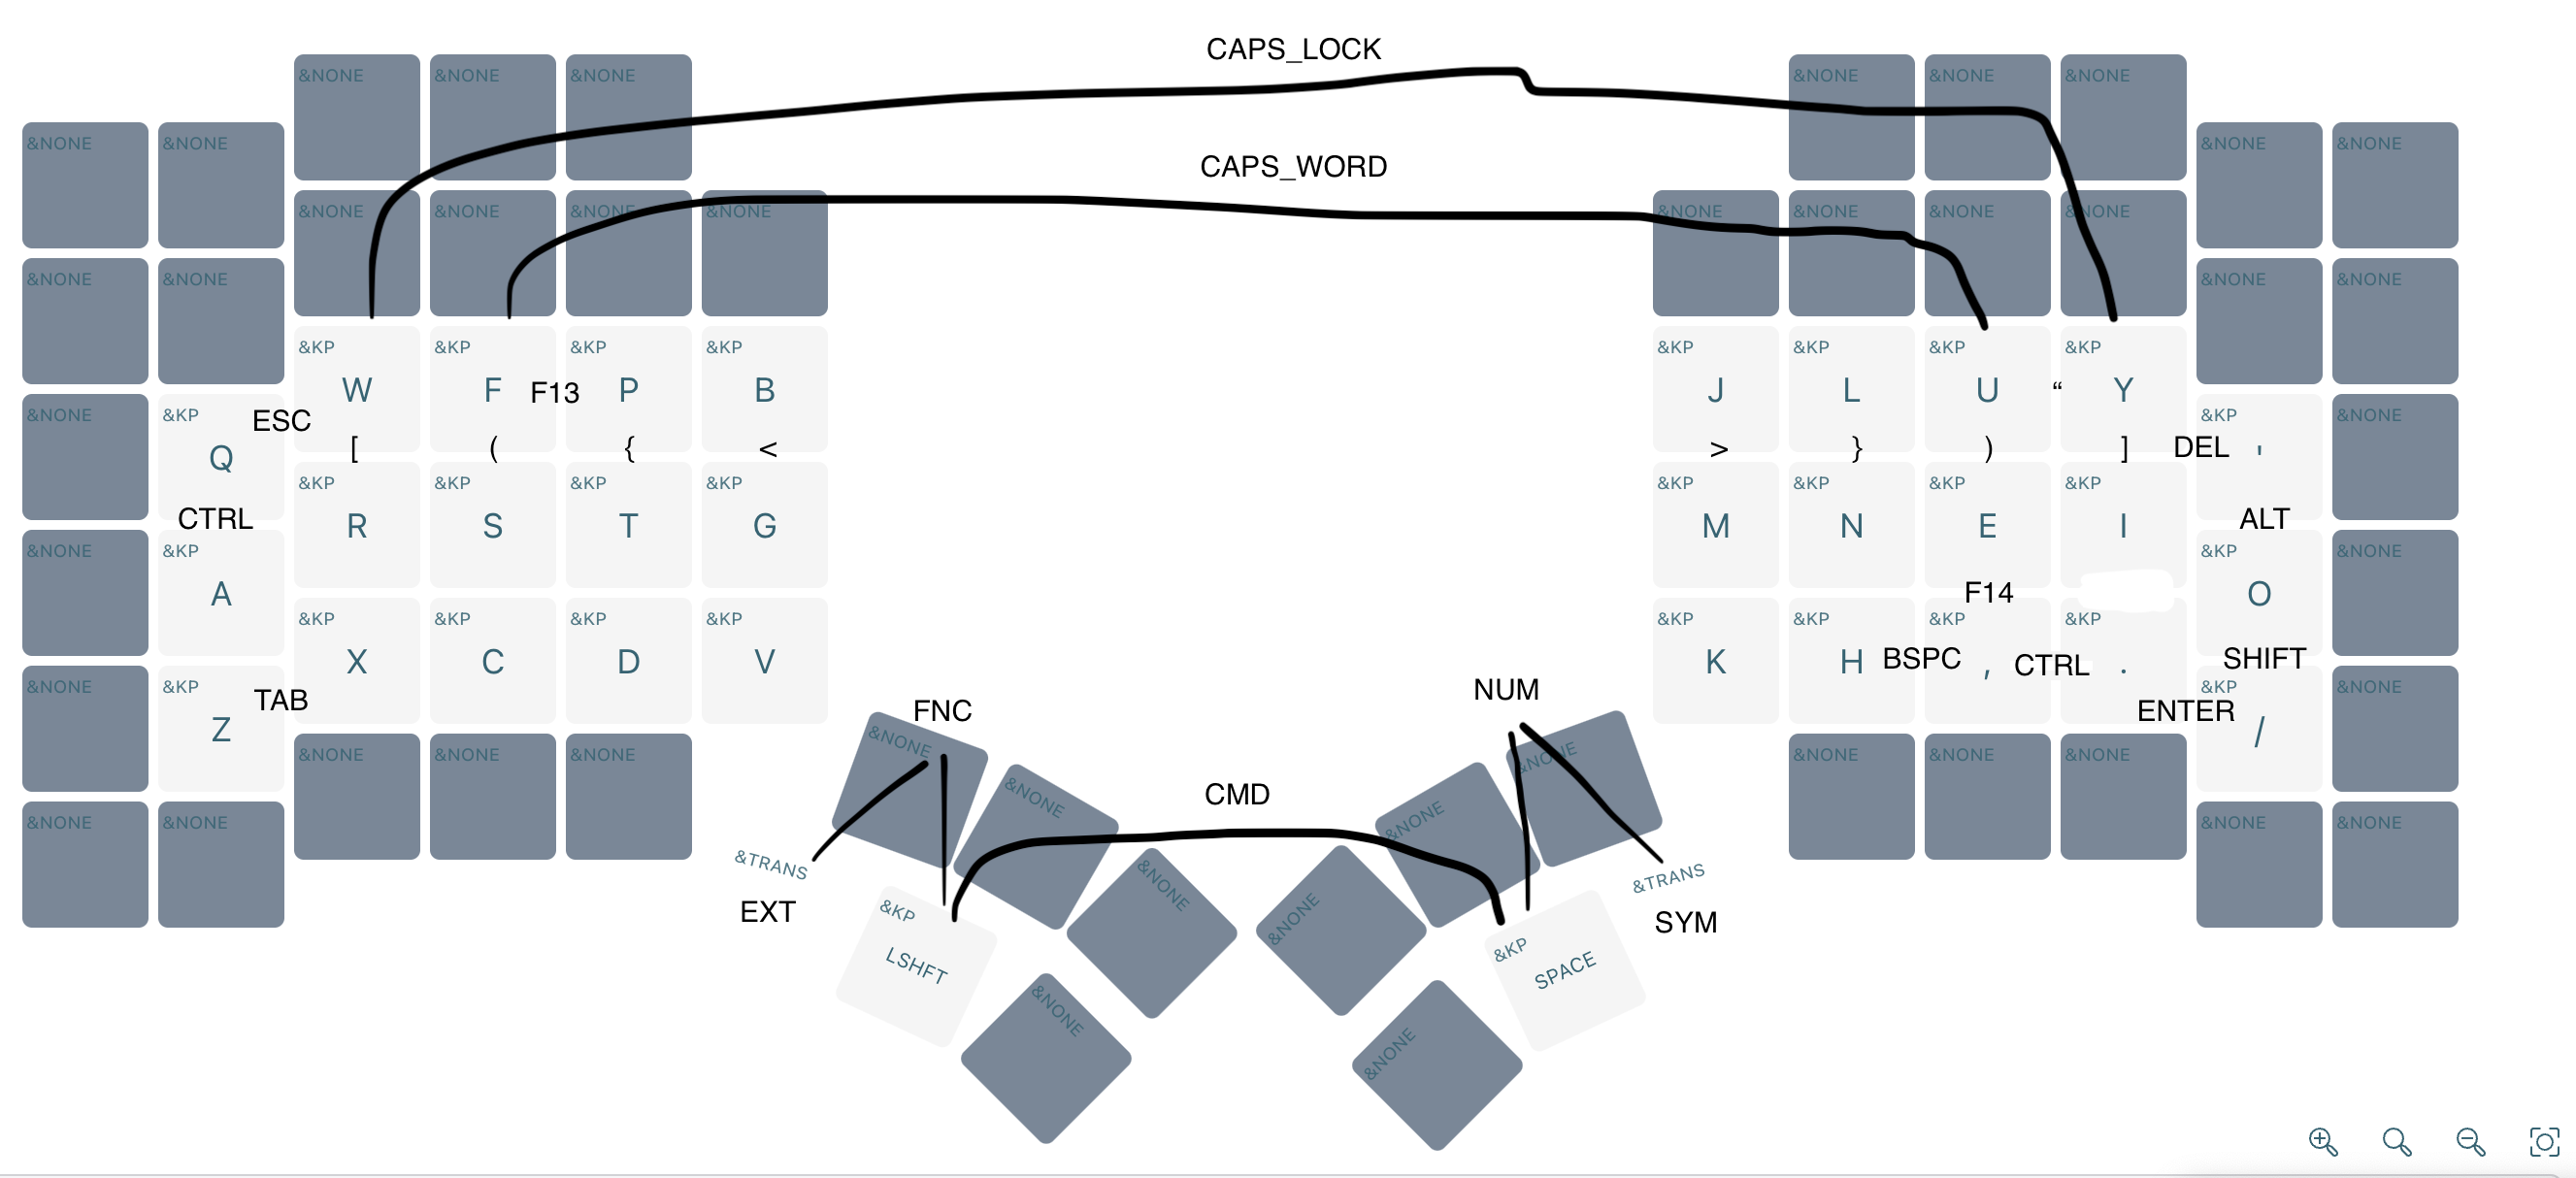 CAPS_LOCK
&NONE &NONE &NONE &NONE &NONE &NONE
&NONE &NONE &NONE &NONE
CAPS_WORD
&NONE &NONE &NONE &NONE &NONE &NONE &NONE &NONE
&NONE &NONE &NONE &NONE
&KP &KP &KP &KP &KP &KP &KP &KP
W F F13 P B J L U “ Y
&NONE &KP ESC &KP &NONE
Q [ ( { < > } ) ] DEL '
&KP &KP &KP &KP &KP &KP &KP &KP
CTRL R S T G M N E I ALT
&NONE &KP &KP &NONE
A F14 O
&KP &KP &KP &KP &KP &KP &KP &KP
X C D V K H BSPC , CTRL . SHIFT
&NONE &KP TAB NUM &KP &NONE
Z FNC ENTER /
&NONE &NONE &NONE &NONE &NONE &NONE &NONE &NONE
&NONE CMD &NONE
&NONE &NONE &NONE &NONE
&TRANS &NONE &NONE &TRANS
EXT &KP &KP SYM
LSHFT SPACE
&NONE &NONE